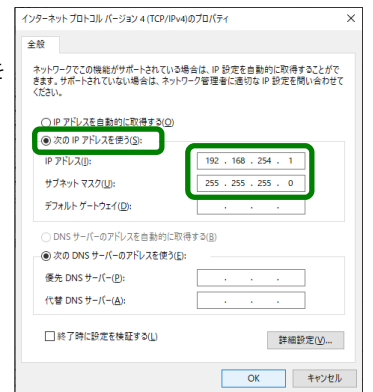 インターネット プロトコル バージョン 4 (TCP/IPv4)のプロパティ
全般
を
ネットワークでこの機能がサポートされている場合は、IP 設定を自動的に取得することがで
きます。サポートされていない場合は、ネットワーク管理者に適切な IP 設定を問い合わせて
ください。
IP アドレスを自動的に取得する(O)
次の IP アドレスを使う(S):
IP アドレス(I): 192 . 168 . 254 . 1
サブネット マスク(U): 255 . 255 . 255 . 0
デフォルト ゲートウェイ(D): . . .
DNS サーバーのアドレスを自動的に取得する(B)
次の DNS サーバーのアドレスを使う(E):
優先 DNS サーバー(P): . . .
代替 DNS サーバー(A): . . .
終了時に設定を検証する(L)
詳細設定(V)...
OK キャンセル